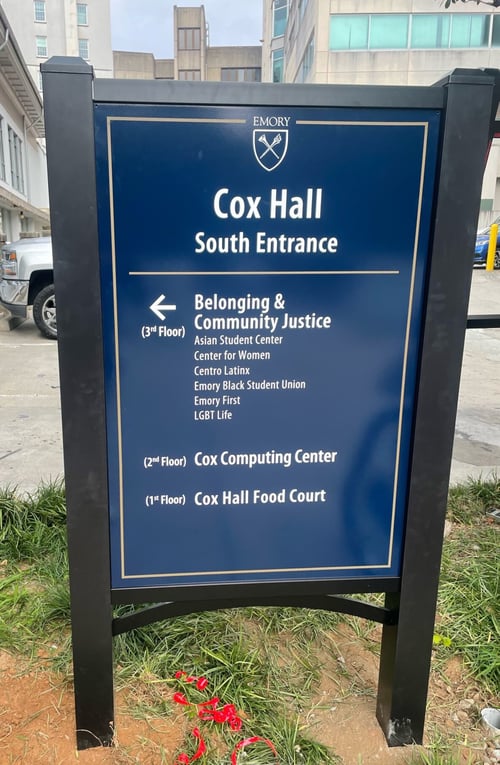 EMORY
Cox Hall
South Entrance
Belonging &
(3rd Floor) Community Justice
Asian Student Center
Center for Women
Centro Latinx
Emory Black Student Union
Emory First
LGBT Life
(2nd Floor) Cox Computing Center
(1st Floor) Cox Hall Food Court